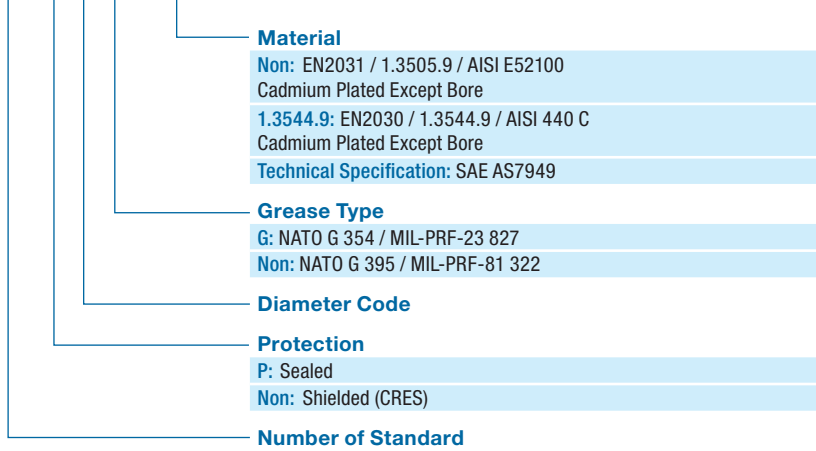 Material
Non: EN2031 / 1.3505.9 / AISI E52100
Cadmium Plated Except Bore
1.3544.9: EN2030 / 1.3544.9 / AISI 440 C
Cadmium Plated Except Bore
Technical Specification: SAE AS7949
Grease Type
G: NATO G 354 / MIL-PRF-23 827
Non: NATO G 395 / MIL-PRF-81 322
Diameter Code
Protection
P: Sealed
Non: Shielded (CRES)
Number of Standard